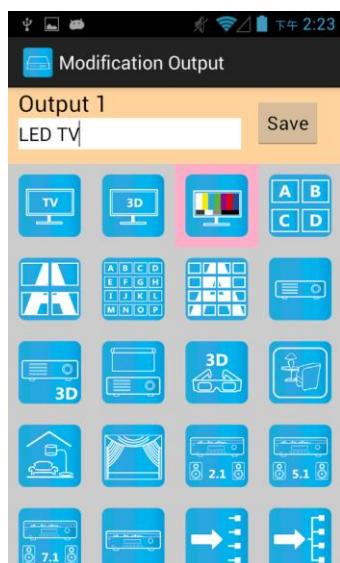 下午 2:23
Modification Output
Output 1
LED TV
Save
TV
3D
A B
C D
A B C D
E F G H
I J K L
M N O P
3D
3D
2.1
5.1
7.1